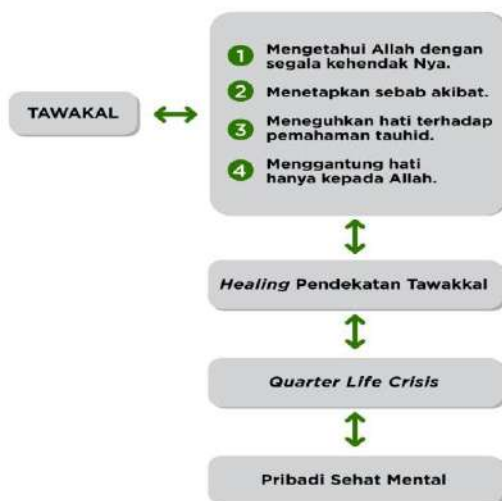 TAWAKAL
1 Mengetahui Allah dengan
segala kehendak Nya.
2 Menetapkan sebab akibat.
3 Meneguhkan hati terhadap
pemahaman tauhid.
4 Menggantung hati
hanya kepada Allah.
Healing Pendekatan Tawakkal
Quarter Life Crisis
Pribadi Sehat Mental